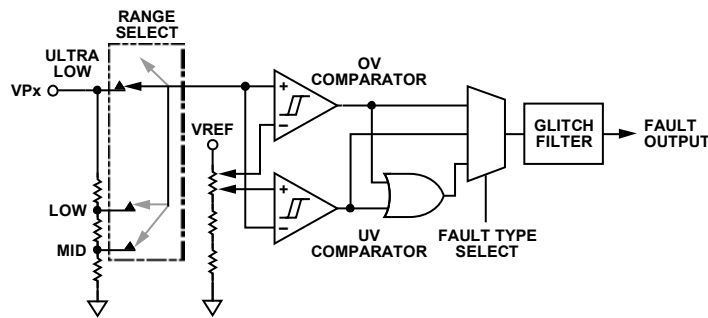 RANGE
SELECT
ULTRA
LOW
VPx
LOW
MID
VREF
+
−
OV
COMPARATOR
+
−
UV
COMPARATOR
FAULT TYPE
SELECT
GLITCH
FILTER
FAULT
OUTPUT